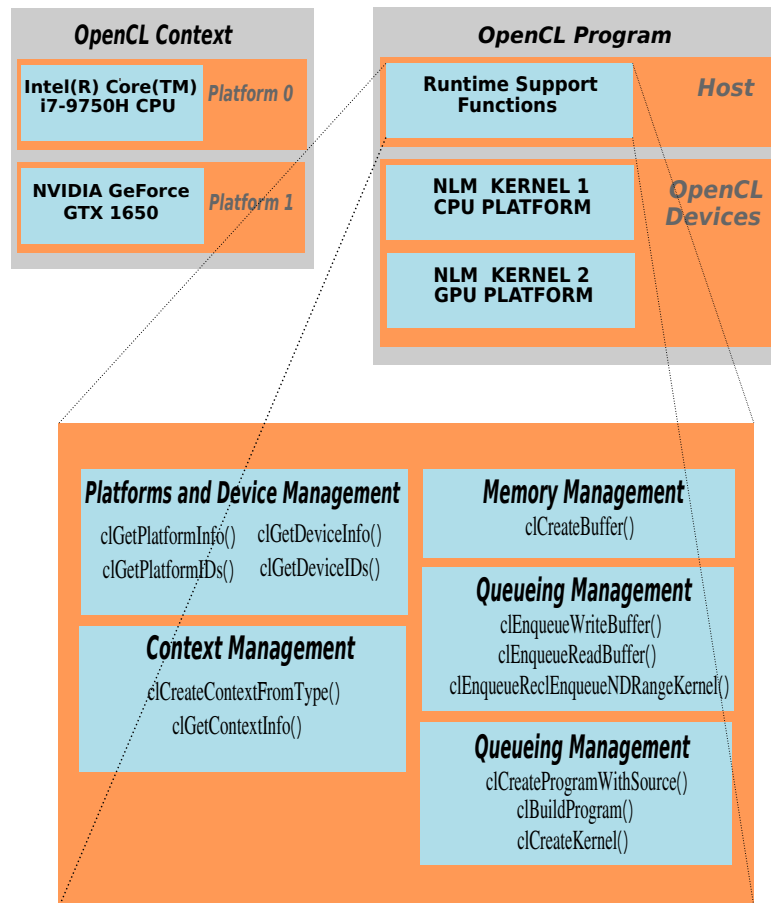 OpenCL Context
Intel(R) Core(TM)
i7-9750H CPU
Platform 0
NVIDIA GeForce
GTX 1650
Platform 1
OpenCL Program
Runtime Support
Functions
Host
NLM KERNEL 1
CPU PLATFORM
OpenCL
Devices
NLM KERNEL 2
GPU PLATFORM
Platforms and Device Management
clGetPlatformInfo() clGetDeviceInfo()
clGetPlatformIDs() clGetDeviceIDs()
Context Management
clCreateContextFromType()
clGetContextInfo()
Memory Management
clCreateBuffer()
Queueing Management
clEnqueueWriteBuffer()
clEnqueueReadBuffer()
clEnqueueReclEnqueueNDRangeKernel()
Queueing Management
clCreateProgramWithSource()
clBuildProgram()
clCreateKernel()